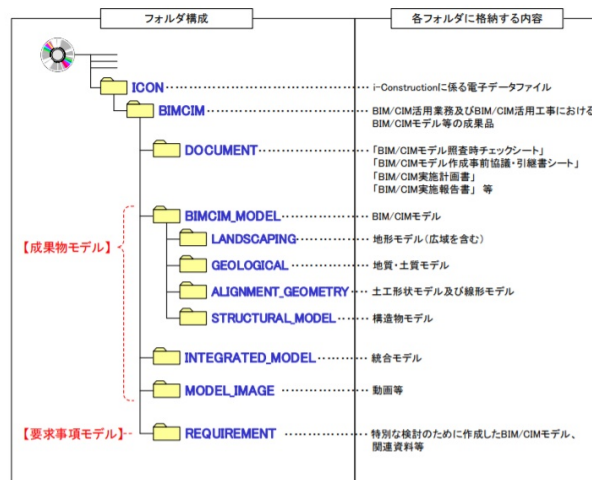 フォルダ構成
各フォルダに格納する内容
ICON
i-Constructionに係る電子データファイル
BIMCIM
BIM/CIM活用業務及びBIM/CIM活用工事における
BIM/CIMモデル等の成果品
DOCUMENT
「BIM/CIMモデル照査時チェックシート」
「BIM/CIMモデル作成事前協議・引継書シート」
「BIM/CIM実施計画書」
「BIM/CIM実施報告書」 等
【成果物モデル】
BIMCIM_MODEL
BIM/CIMモデル
LANDSCAPING
地形モデル（広域を含む）
GEOLOGICAL
地質・土質モデル
ALIGNMENT_GEOMETRY
土工形状モデル及び線形モデル
STRUCTURAL_MODEL
構造物モデル
INTEGRATED_MODEL
統合モデル
MODEL_IMAGE
動画等
【要求事項モデル】
REQUIREMENT
特別な検討のために作成したBIM/CIMモデル、
関連資料等